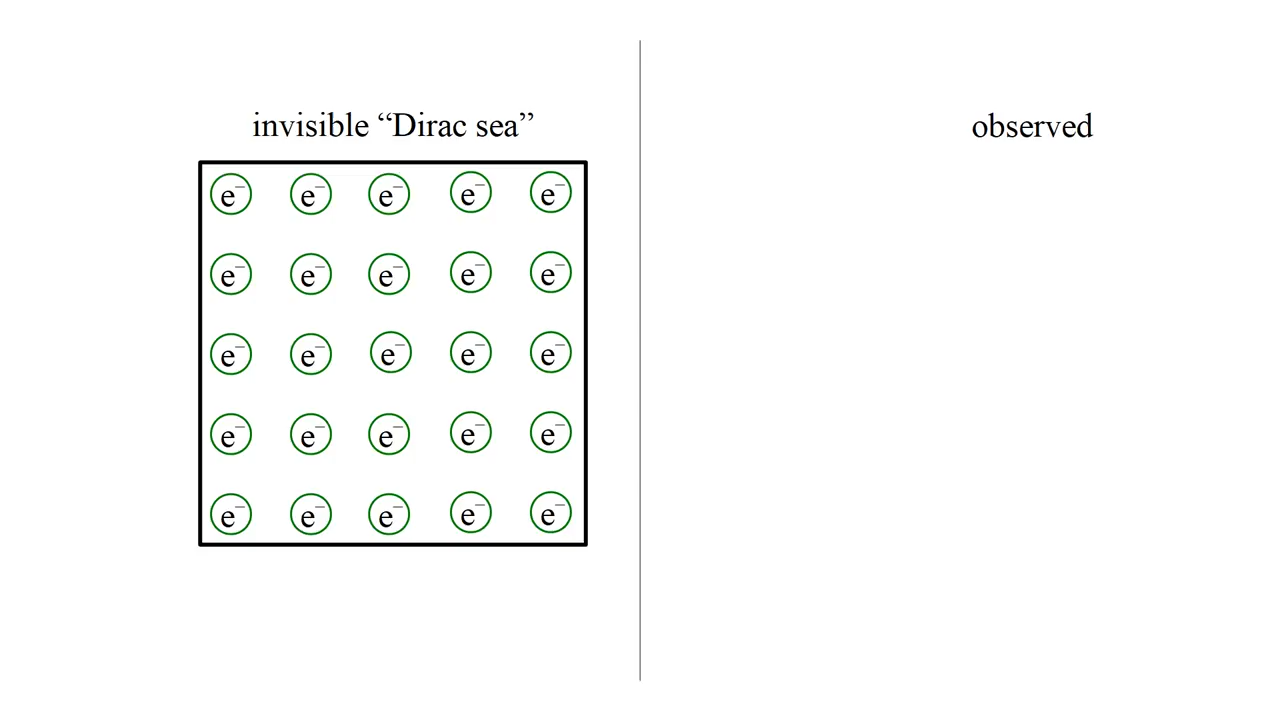 invisible “Dirac sea”
observed
e⁻ e⁻ e⁻ e⁻ e⁻
e⁻ e⁻ e⁻ e⁻ e⁻
e⁻ e⁻ e⁻ e⁻ e⁻
e⁻ e⁻ e⁻ e⁻ e⁻
e⁻ e⁻ e⁻ e⁻ e⁻